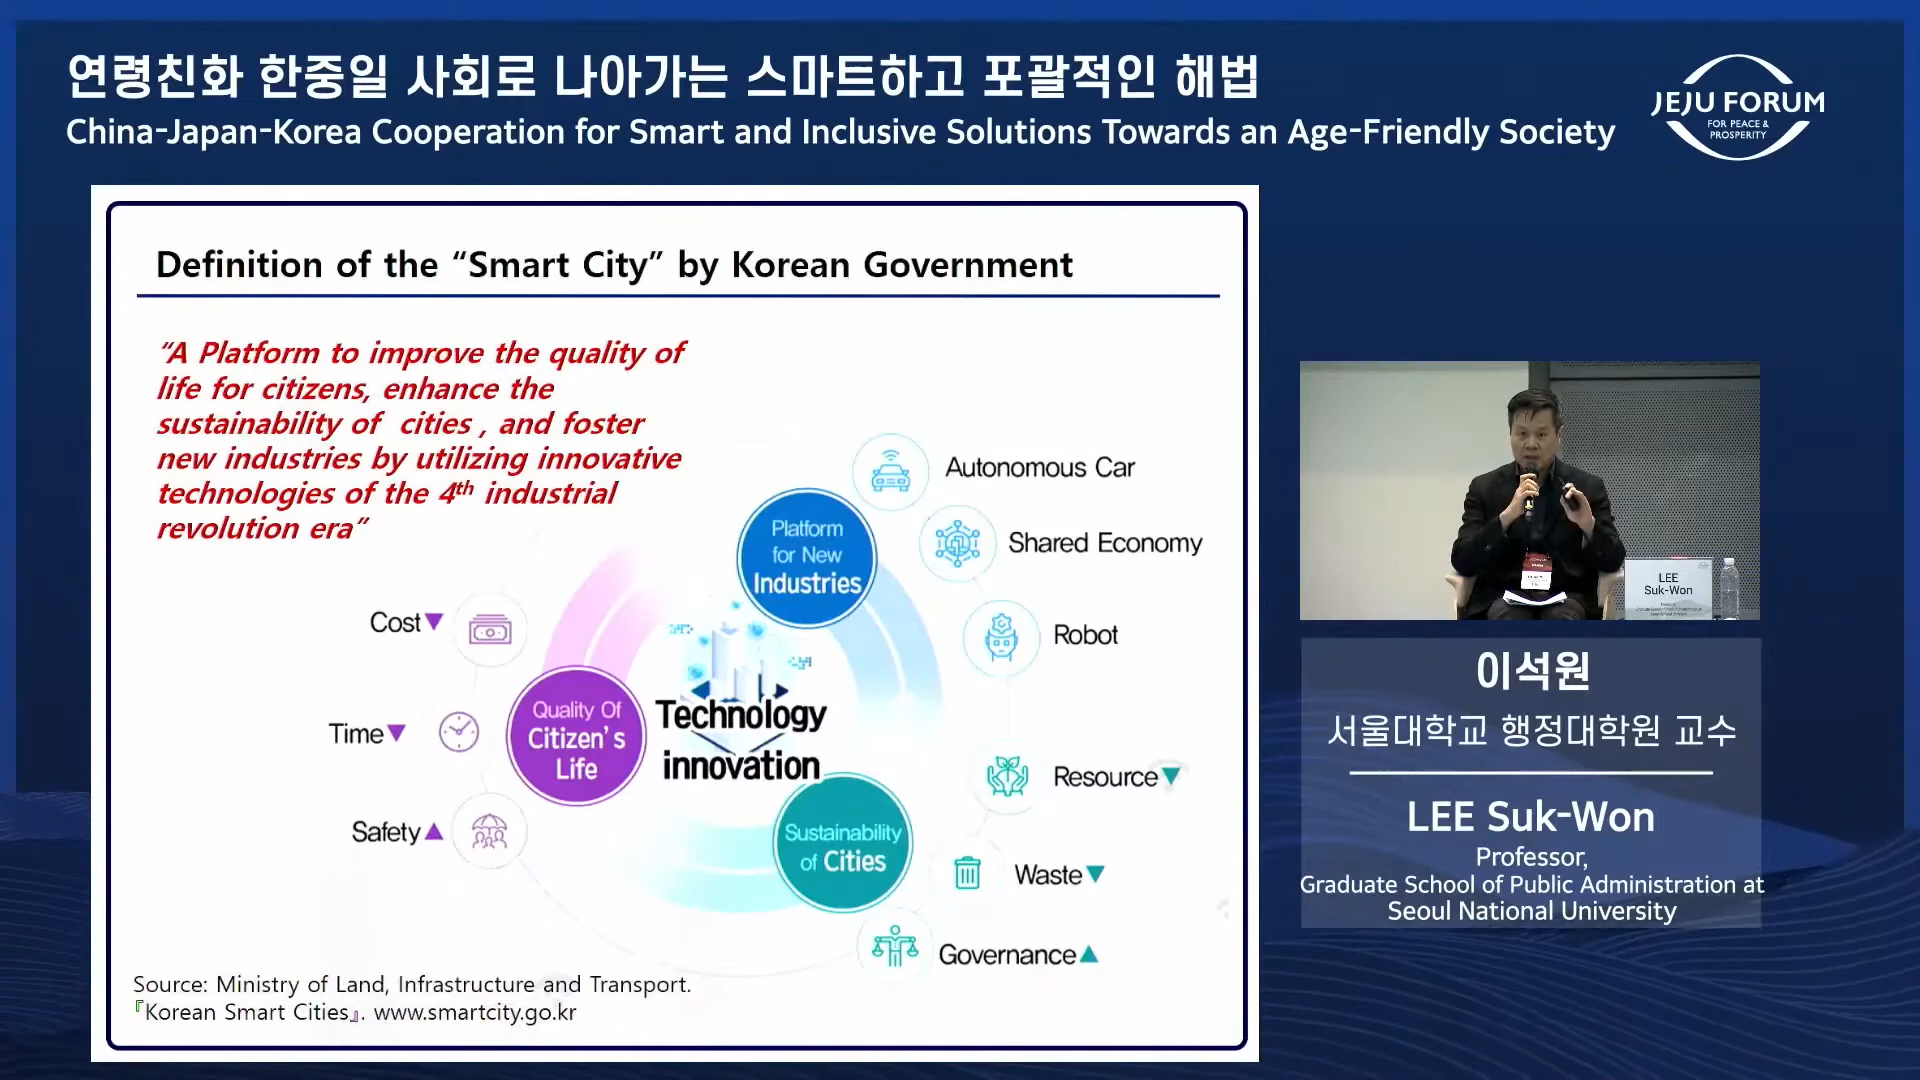 연령친화 한중일 사회로 나아가는 스마트하고 포괄적인 해법
China-Japan-Korea Cooperation for Smart and Inclusive Solutions Towards an Age-Friendly Society
JEJU FORUM
FOR PEACE &
PROSPERITY
Definition of the “Smart City” by Korean Government
“A Platform to improve the quality of
life for citizens, enhance the
sustainability of cities , and foster
new industries by utilizing innovative
technologies of the 4th industrial
revolution era”
Autonomous Car
Shared Economy
Robot
Platform
for New
Industries
Cost▼
Time▼
Safety▲
Quality Of
Citizen's
Life
Technology
innovation
Sustainability
of Cities
Resource▼
Waste▼
Governance▲
Source: Ministry of Land, Infrastructure and Transport.
『Korean Smart Cities』. www.smartcity.go.kr
LEE
Suk-Won
이석원
서울대학교 행정대학원 교수
LEE Suk-Won
Professor,
Graduate School of Public Administration at
Seoul National University